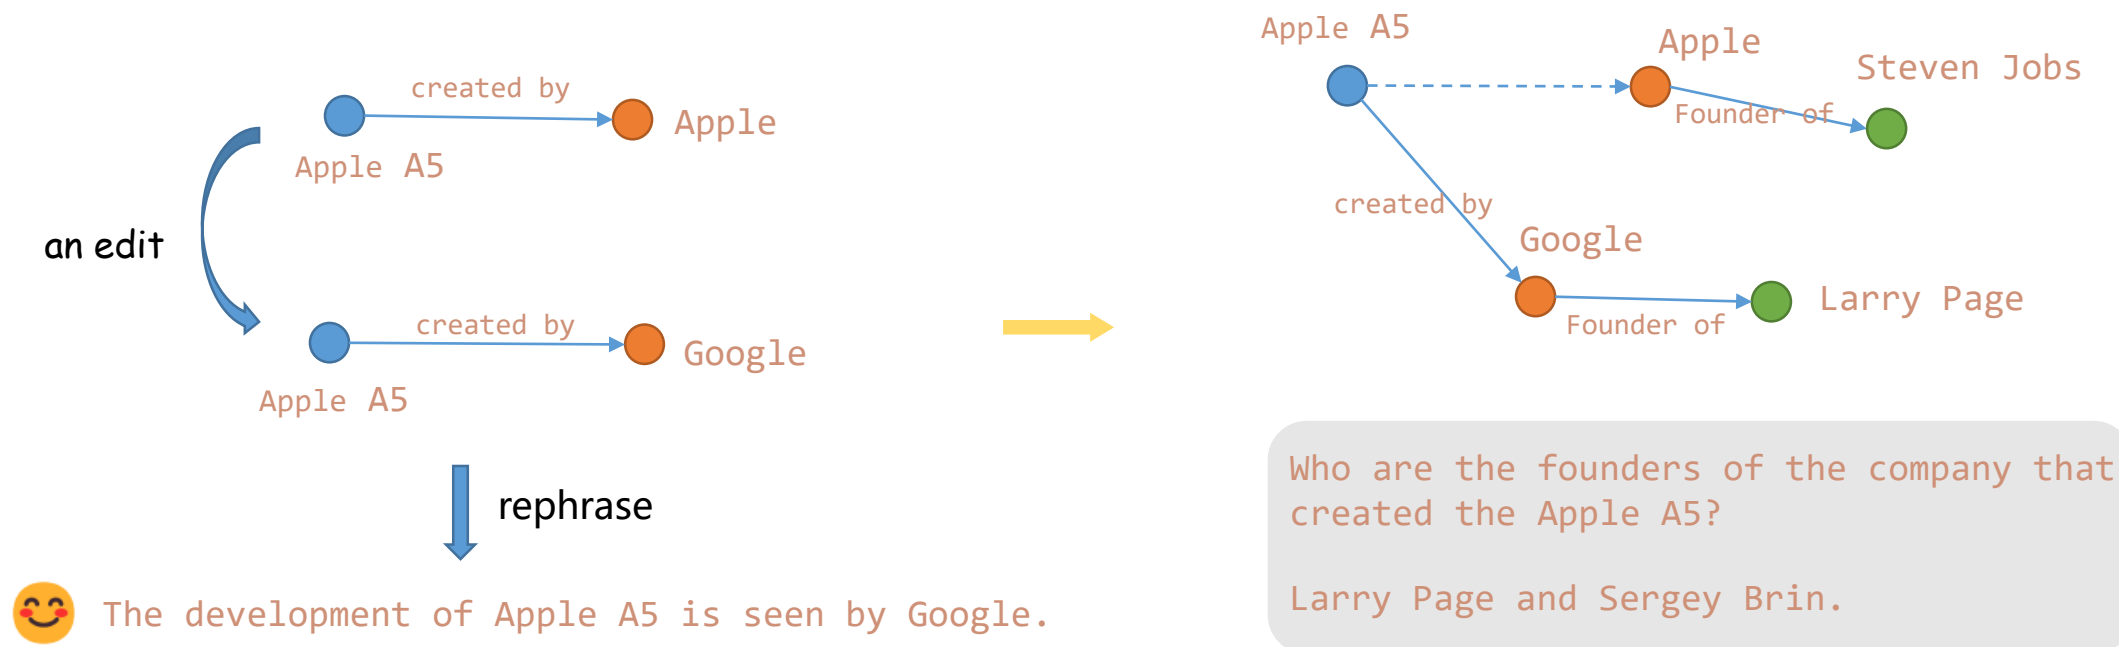 created by
Apple
Apple A5
an edit
created by
Google
Apple A5
rephrase
The development of Apple A5 is seen by Google.
Apple A5
Apple
Steven Jobs
Founder of
created by
Google
Larry Page
Founder of
Who are the founders of the company that
created the Apple A5?
Larry Page and Sergey Brin.